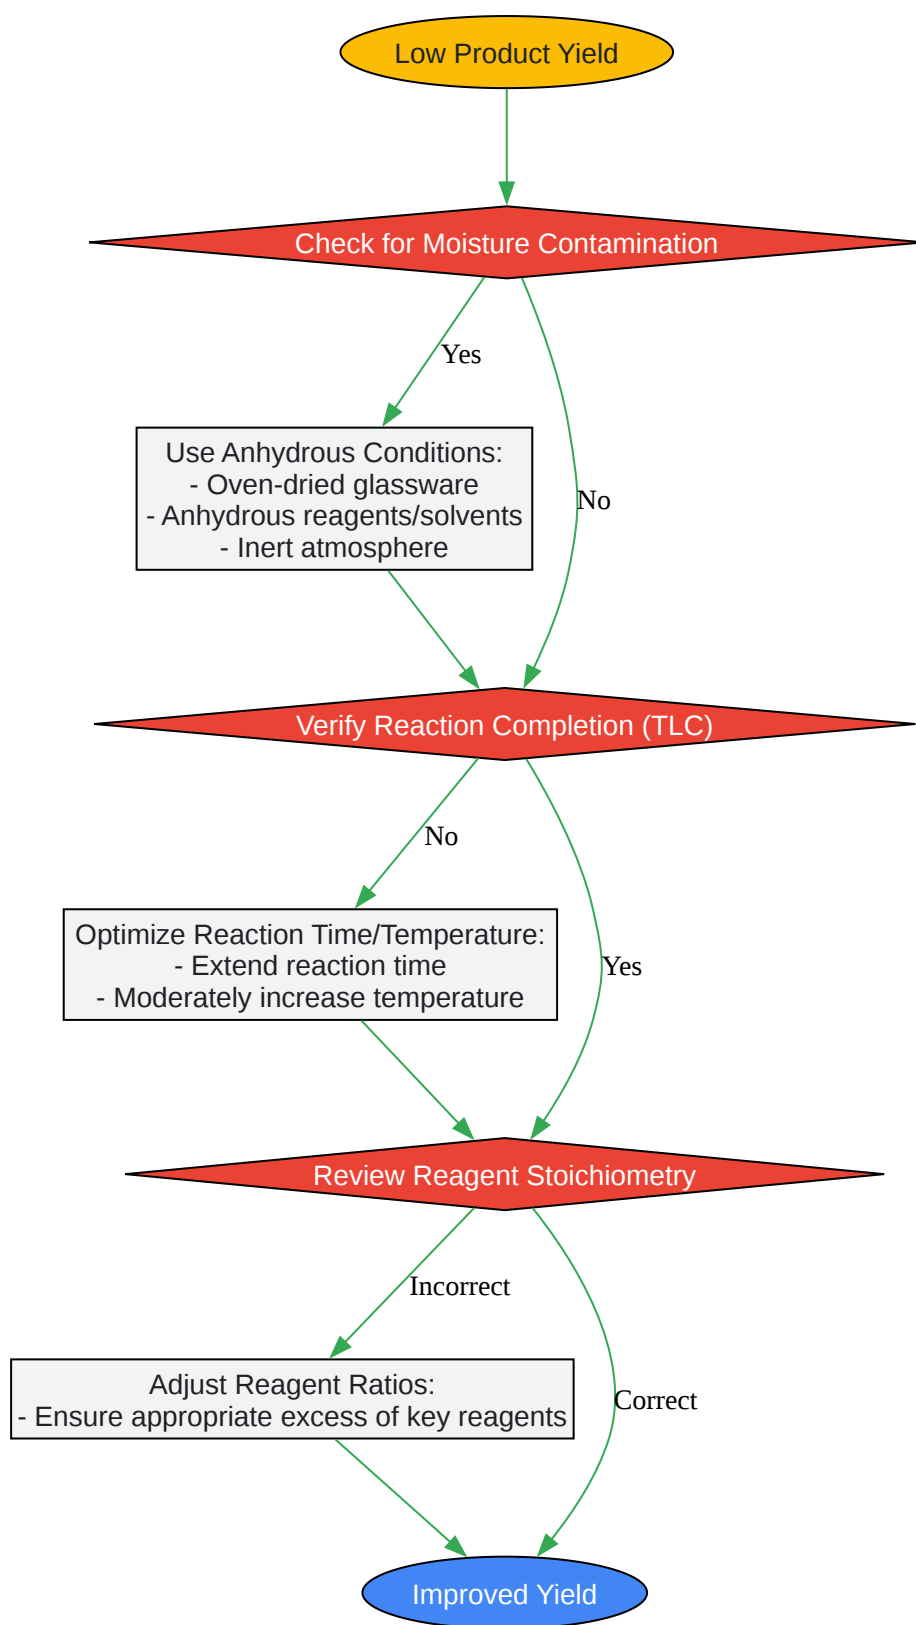 Low Product Yield
Check for Moisture Contamination
Yes
Use Anhydrous Conditions:
- Oven-dried glassware
- Anhydrous reagents/solvents
- Inert atmosphere
No
Verify Reaction Completion (TLC)
No
Optimize Reaction Time/Temperature:
- Extend reaction time
- Moderately increase temperature
Yes
Review Reagent Stoichiometry
Incorrect
Adjust Reagent Ratios:
- Ensure appropriate excess of key reagents
Correct
Improved Yield